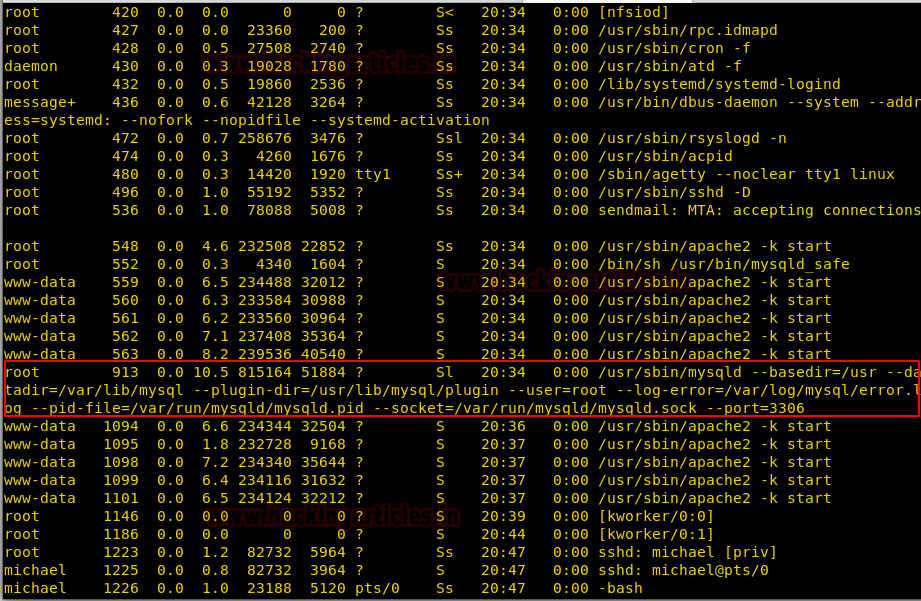 root       420  0.0  0.0      0     0 ?        S<   20:34   0:00 [nfsiod]
root       427  0.0  0.0  23360   200 ?        Ss   20:34   0:00 /usr/sbin/rpc.idmapd
root       428  0.0  0.5  27508  2740 ?        Ss   20:34   0:00 /usr/sbin/cron -f
daemon     430  0.0  0.3  19028  1780 ?        Ss   20:34   0:00 /usr/sbin/atd -f
root       432  0.0  0.5  19860  2536 ?        Ss   20:34   0:00 /lib/systemd/systemd-logind
message+   436  0.0  0.6  42128  3264 ?        Ss   20:34   0:00 /usr/bin/dbus-daemon --system --addr
ess=systemd: --nofork --nopidfile --systemd-activation
root       472  0.0  0.7 258676  3476 ?        Ssl  20:34   0:00 /usr/sbin/rsyslogd -n
root       474  0.0  0.3   4260  1676 ?        Ss   20:34   0:00 /usr/sbin/acpid
root       480  0.0  0.3  14420  1920 tty1     Ss+  20:34   0:00 /sbin/agetty --noclear tty1 linux
root       496  0.0  1.0  55192  5352 ?        Ss   20:34   0:00 /usr/sbin/sshd -D
root       536  0.0  1.0  78088  5008 ?        Ss   20:34   0:00 sendmail: MTA: accepting connections
root       548  0.0  4.6 232508 22852 ?        Ss   20:34   0:00 /usr/sbin/apache2 -k start
root       552  0.0  0.3   4340  1604 ?        S    20:34   0:00 /bin/sh /usr/bin/mysqld_safe
www-data   559  0.0  6.5 234488 32012 ?        S    20:34   0:00 /usr/sbin/apache2 -k start
www-data   560  0.0  6.3 233584 30988 ?        S    20:34   0:00 /usr/sbin/apache2 -k start
www-data   561  0.0  6.2 233560 30964 ?        S    20:34   0:00 /usr/sbin/apache2 -k start
www-data   562  0.0  7.1 237408 35364 ?        S    20:34   0:00 /usr/sbin/apache2 -k start
www-data   563  0.0  8.2 239536 40540 ?        S    20:34   0:00 /usr/sbin/apache2 -k start
root       913  0.0 10.5 815164 51884 ?        Sl   20:34   0:00 /usr/sbin/mysqld --basedir=/usr --da
tadir=/var/lib/mysql --plugin-dir=/usr/lib/mysql/plugin --user=root --log-error=/var/log/mysql/error.l
og --pid-file=/var/run/mysqld/mysqld.pid --socket=/var/run/mysqld/mysqld.sock --port=3306
www-data  1094  0.0  6.6 234344 32504 ?        S    20:36   0:00 /usr/sbin/apache2 -k start
www-data  1095  0.0  1.8 232728  9168 ?        S    20:37   0:00 /usr/sbin/apache2 -k start
www-data  1098  0.0  7.2 234340 35644 ?        S    20:37   0:00 /usr/sbin/apache2 -k start
www-data  1099  0.0  6.4 234116 31632 ?        S    20:37   0:00 /usr/sbin/apache2 -k start
www-data  1101  0.0  6.5 234124 32212 ?        S    20:37   0:00 /usr/sbin/apache2 -k start
root      1146  0.0  0.0      0     0 ?        S    20:39   0:00 [kworker/0:0]
root      1186  0.0  0.0      0     0 ?        S    20:44   0:00 [kworker/0:1]
root      1223  0.0  1.2  82732  5964 ?        Ss   20:47   0:00 sshd: michael [priv]
michael   1225  0.0  0.8  82732  3964 ?        S    20:47   0:00 sshd: michael@pts/0
michael   1226  0.0  1.0  23188  5120 pts/0    Ss   20:47   0:00 -bash
www.hackingarticles.in
www.hackingarticles.in
www.hackingarticles.in